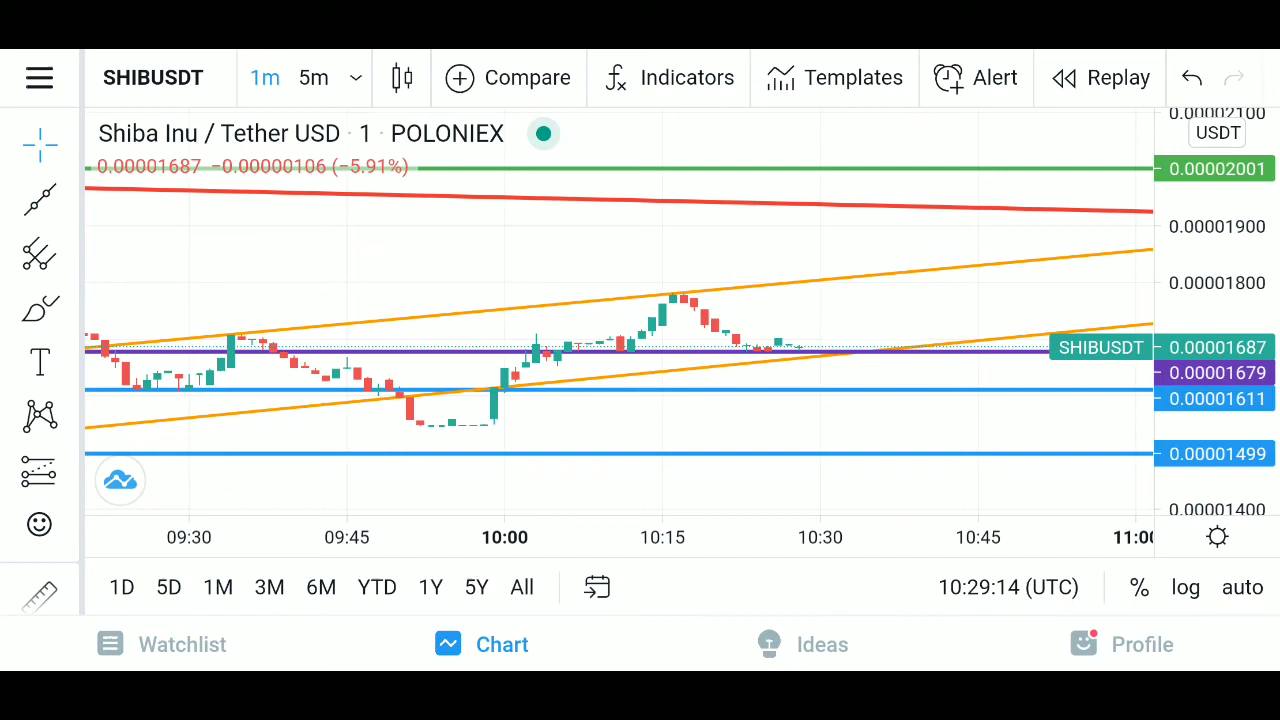 SHIBUSDT 1m 5m Compare Indicators Templates Alert Replay
Shiba Inu / Tether USD · 1 · POLONIEX
0.00001687 −0.00000106 (−5.91%)
0.00002100
USDT
0.00002001
0.00001900
0.00001800
SHIBUSDT 0.00001687
0.00001679
0.00001611
0.00001499
0.00001400
09:30 09:45 10:00 10:15 10:30 10:45 11:00
1D 5D 1M 3M 6M YTD 1Y 5Y All 10:29:14 (UTC) % log auto
Watchlist Chart Ideas Profile